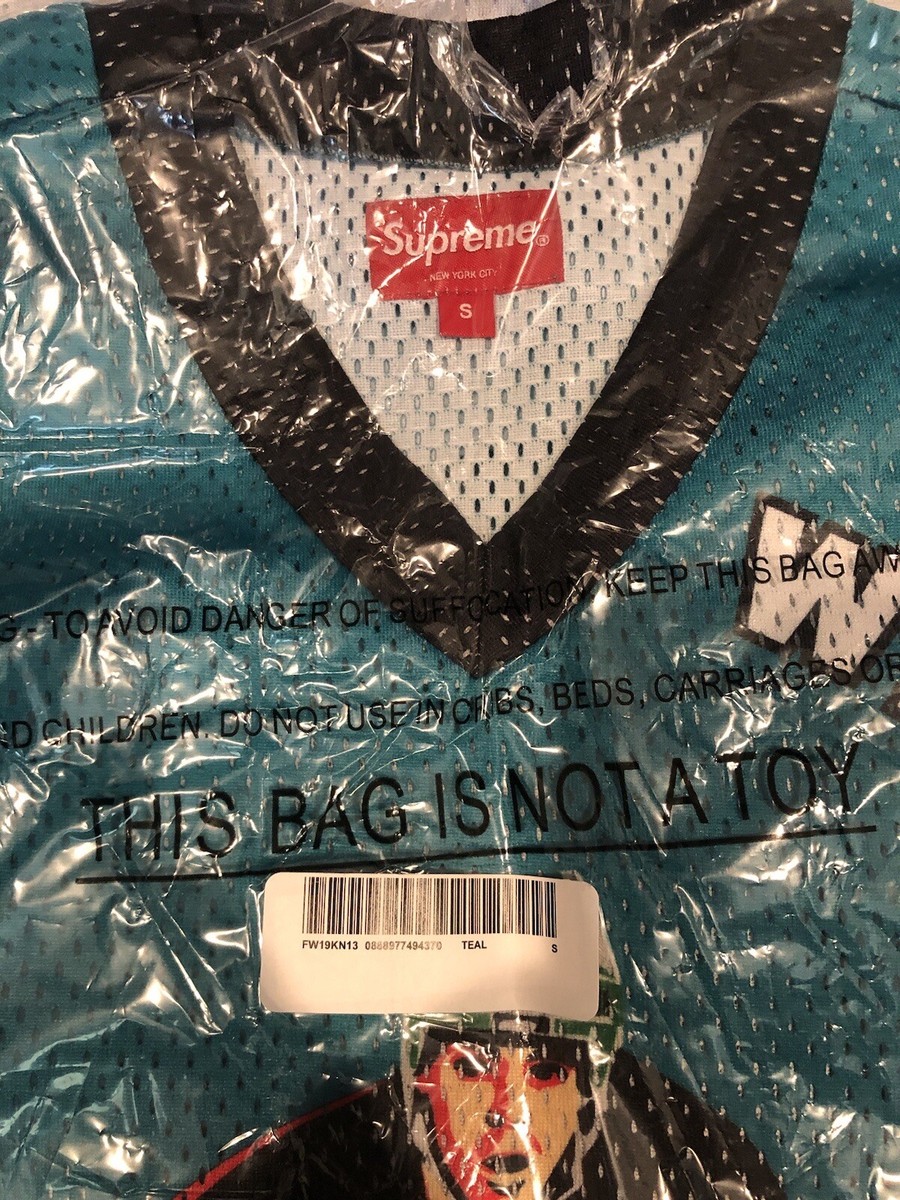 Supreme®
NEW YORK CITY
S
W
G - TO AVOID DANGER OF SUFFOCATION, KEEP THIS BAG AW
ND CHILDREN. DO NOT USE IN CRIBS, BEDS, CARRIAGES OR
THIS BAG IS NOT A TOY
FW19KN13 0888977494370 TEAL S